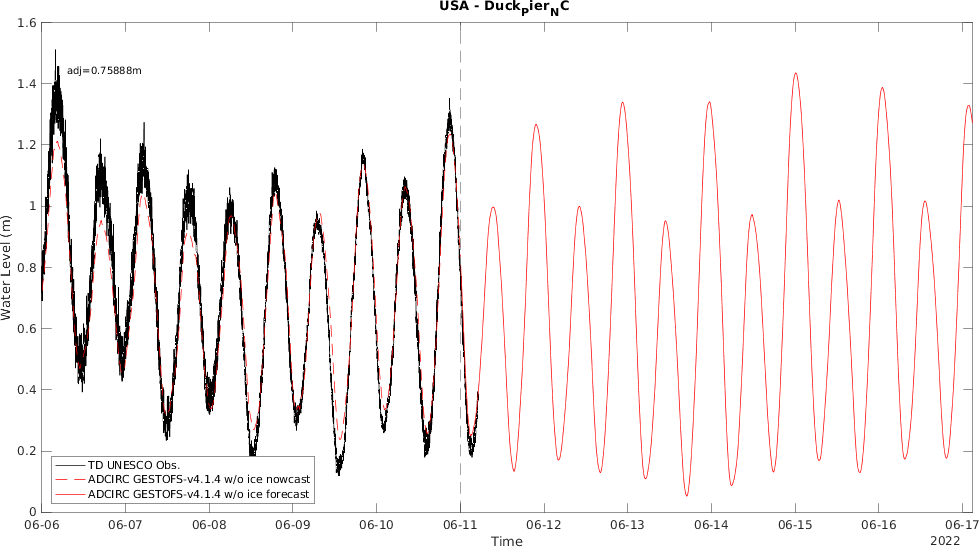 USA - DuckPierNC
adj=0.75888m
Water Level (m)
1.6
1.4
1.2
1
0.8
0.6
0.4
0.2
0
TD UNESCO Obs.
ADCIRC GESTOFS-v4.1.4 w/o ice nowcast
ADCIRC GESTOFS-v4.1.4 w/o ice forecast
06-06 06-07 06-08 06-09 06-10 06-11 06-12 06-13 06-14 06-15 06-16 06-17
Time
2022